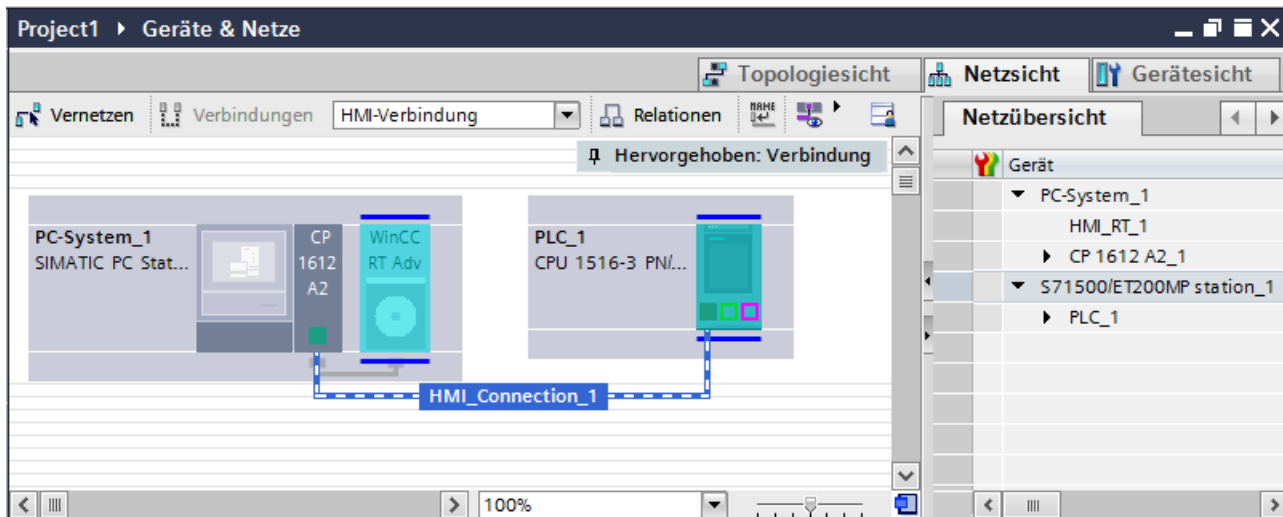 Project1 ▸ Geräte & Netze
Topologiesicht Netzsicht Gerätesicht
Vernetzen Verbindungen HMI-Verbindung Relationen NAME
Netzübersicht
Hervorgehoben: Verbindung
Gerät
PC-System_1
HMI_RT_1
CP 1612 A2_1
S71500/ET200MP station_1
PLC_1
PC-System_1
SIMATIC PC Stat...
CP
1612
A2
WinCC
RT Adv
PLC_1
CPU 1516-3 PN/...
HMI_Connection_1
100%